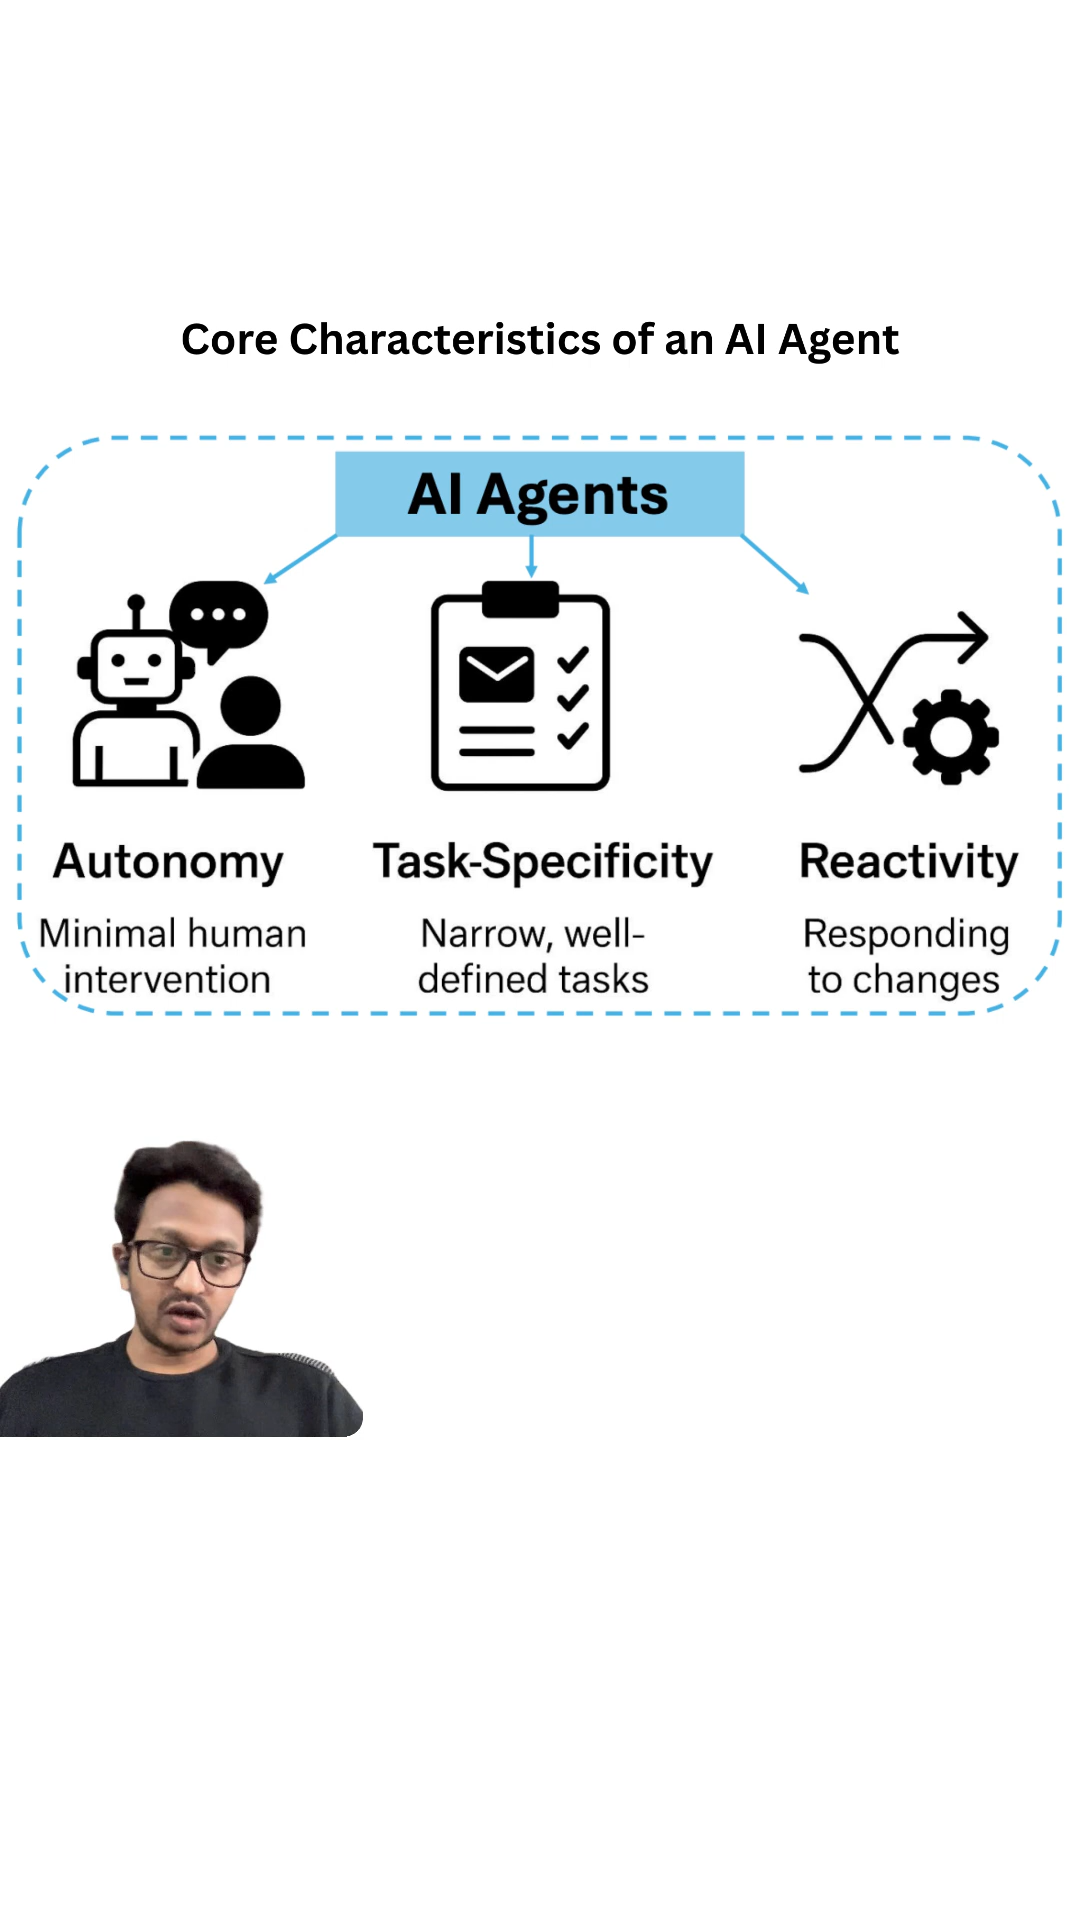 Core Characteristics of an AI Agent
AI Agents
Autonomy
Minimal human
intervention
Task-Specificity
Narrow, well-
defined tasks
Reactivity
Responding
to changes